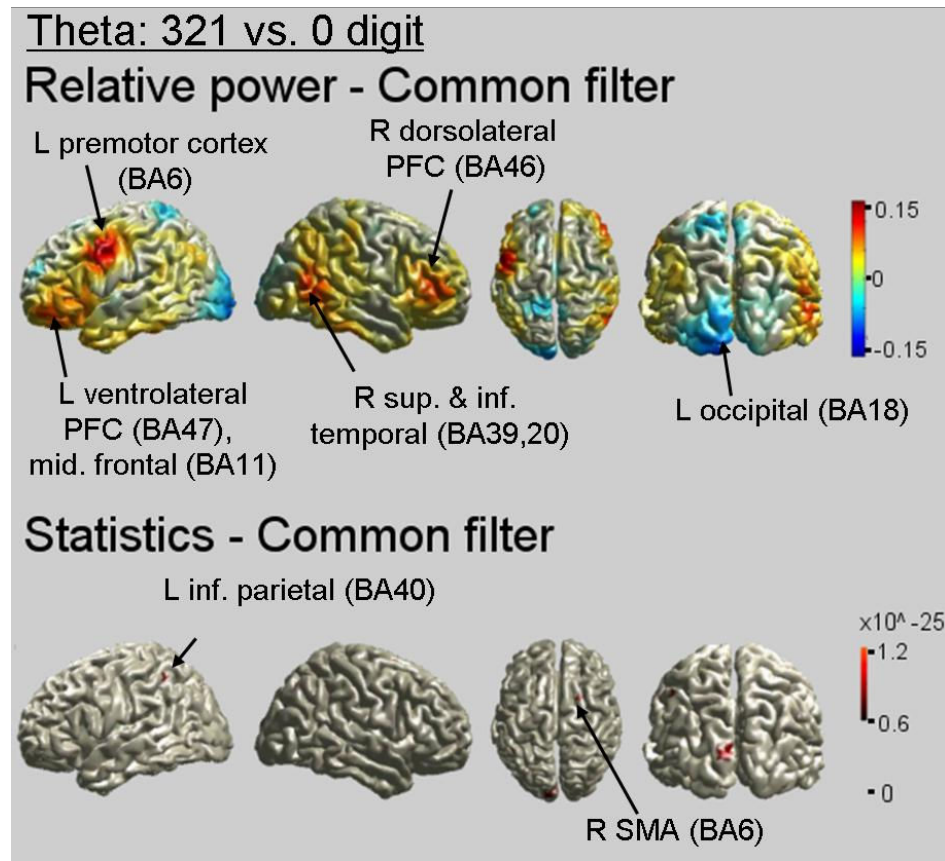 Theta: 321 vs. 0 digit
Relative power - Common filter
L premotor cortex
(BA6)
R dorsolateral
PFC (BA46)
0.15
0
-0.15
L ventrolateral
PFC (BA47),
mid. frontal (BA11)
R sup. & inf.
temporal (BA39,20)
L occipital (BA18)
Statistics - Common filter
L inf. parietal (BA40)
x10^ -25
1.2
0.6
0
R SMA (BA6)